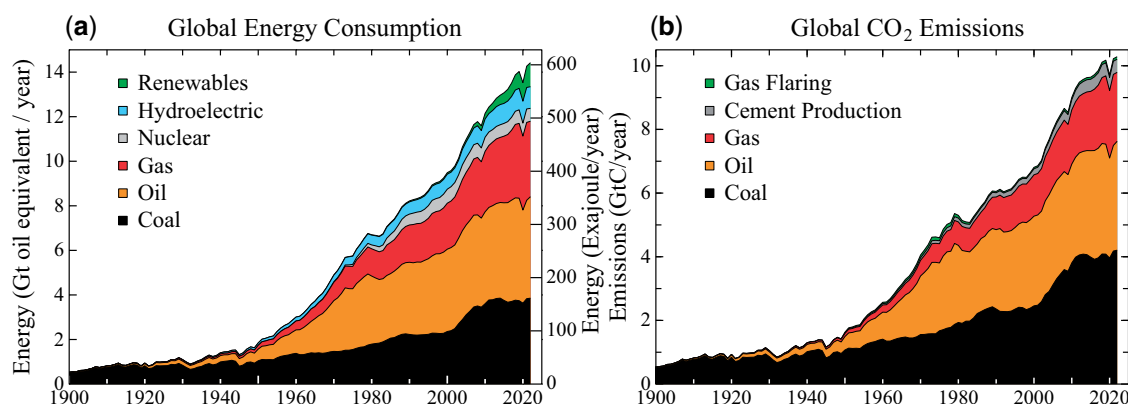 (a) Global Energy Consumption
Renewables
Hydroelectric
Nuclear
Gas
Oil
Coal
Energy (Gt oil equivalent / year)
14
12
10
8
6
4
2
0
600
500
400
300
200
100
0
Energy (Exajoule/year)
1900 1920 1940 1960 1980 2000 2020
(b) Global CO₂ Emissions
Gas Flaring
Cement Production
Gas
Oil
Coal
Emissions (GtC/year)
10
8
6
4
2
0
1900 1920 1940 1960 1980 2000 2020